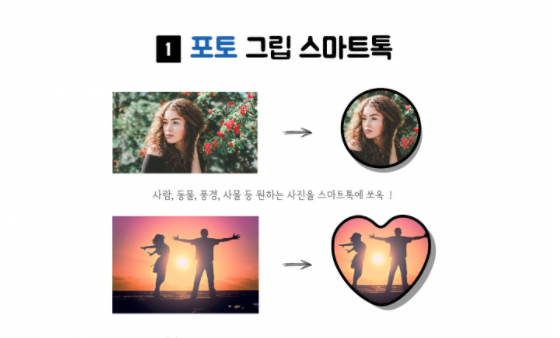 1 포토 그립 스마트톡
사람, 동물, 풍경, 사물 등 원하는 사진을 스마트톡에 쏘옥 !